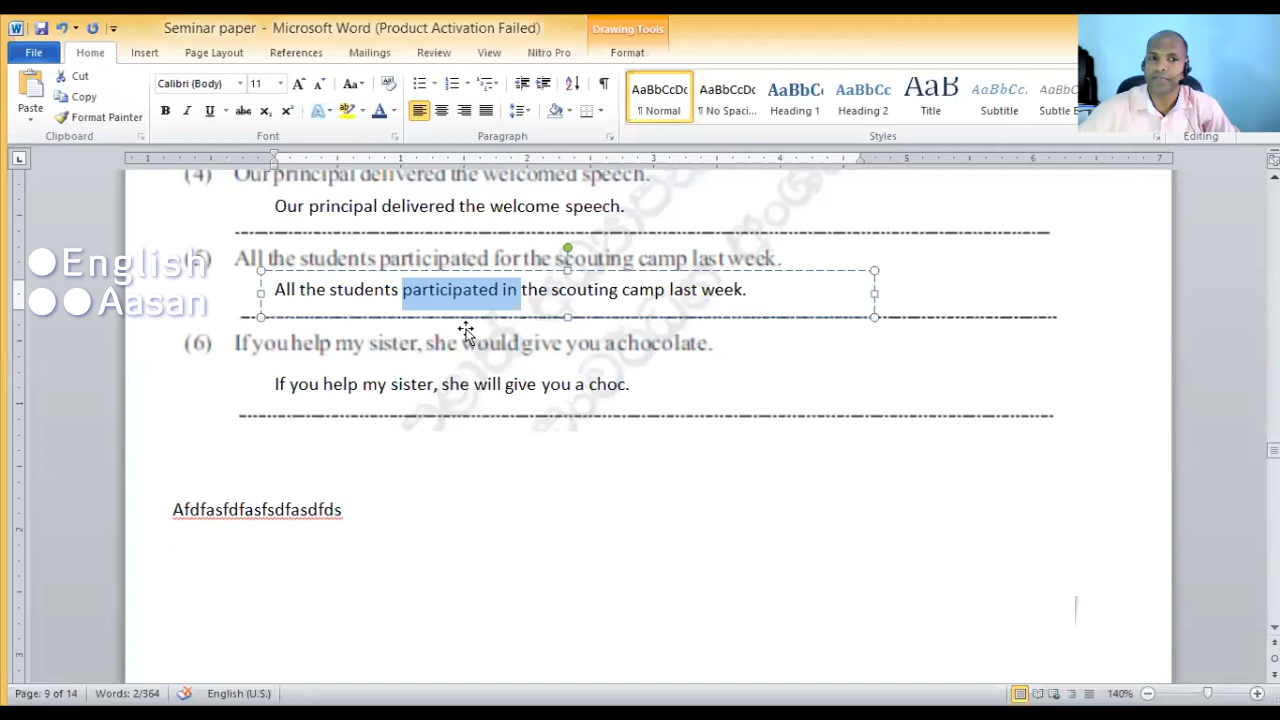 Seminar paper - Microsoft Word (Product Activation Failed)
Drawing Tools
File Home Insert Page Layout References Mailings Review View Nitro Pro Format
Paste
Cut
Copy
Format Painter
Clipboard
Calibri (Body) 11
Font
Paragraph
AaBbCcDc AaBbCcDc AaBbC AaBbCc AaB AaBbCc. AaBbCc
¶ Normal ¶ No Spaci... Heading 1 Heading 2 Title Subtitle Subtle E
Styles
Editing
(4) Our principal delivered the welcomed speech.
Our principal delivered the welcome speech.
(5) All the students participated for the scouting camp last week.
All the students participated in the scouting camp last week.
(6) If you help my sister, she would give you a chocolate.
If you help my sister, she will give you a choc.
Afdfasfdfasfsdfasdfds
English
Aasan
Page: 9 of 14 Words: 2/364 English (U.S.) 140%